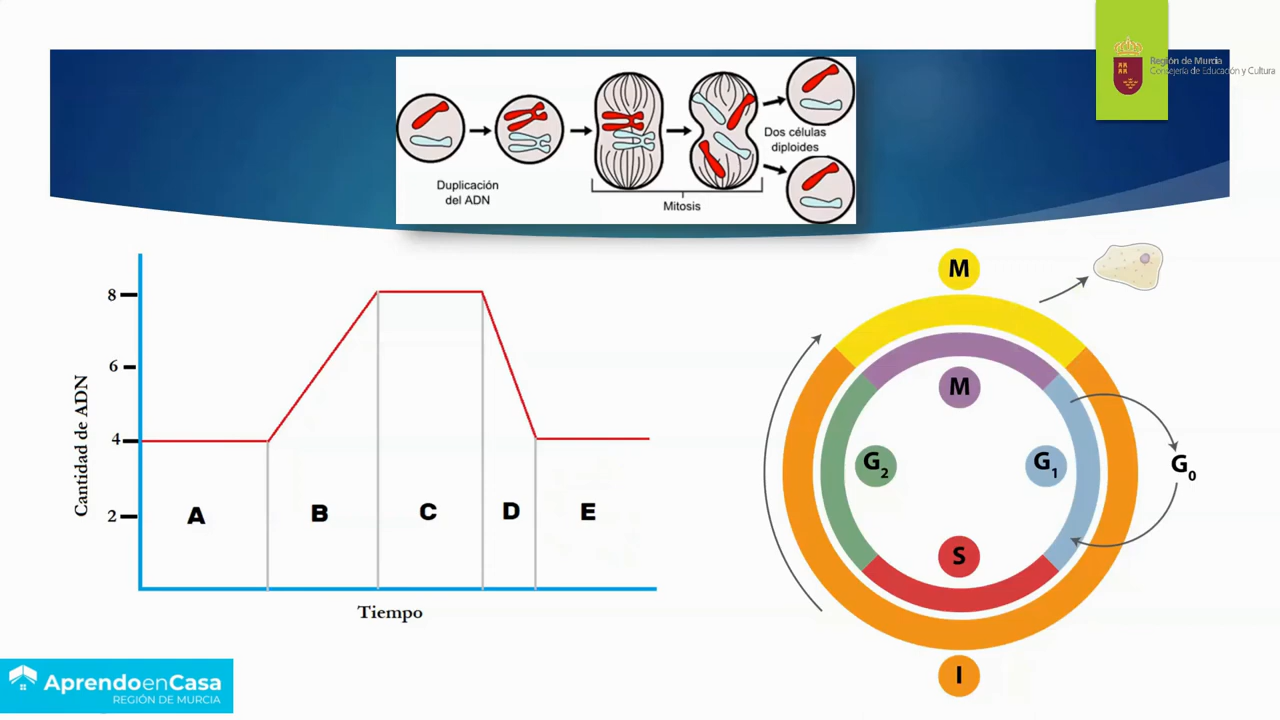 Región de Murcia
Consejería de Educación y Cultura
Duplicación
del ADN
Mitosis
Dos células
diploides
Cantidad de ADN
8
6
4
2
A
B
C
D
E
Tiempo
M
M
G2
G1
G0
S
I
AprendoenCasa
REGIÓN DE MURCIA